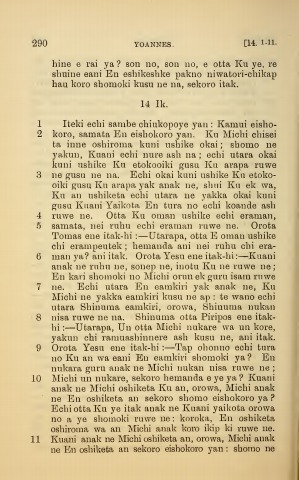 290 YOANNES. [14. 1-11.
hine e rai ya? son no, son no, e otta Ku ye, re
shuine eani En eshikeshke pakno niwatori-chikap
hau koro shomoki kusu ne na, sekoro itak.
14 Ik.
1 Iteki echi sambe chiukopoye yan: Kamui eisho-
2 koro, samata En eishokoro yan. Ku Michi chisei
ta inne oshiroma kuni ushike okai; shomo ne
yakun, Kuani echi nure ash na; echi utara okai
kuni ushike Ku etokooiki gusu Ku arapa ruwe
3 ne gusu ne na. Echi okai kuni ushike Ku etoko-
oiki gusu Ku arapa yak anak ne, shui Ku ek wa,
Ku an ushiketa echi utara ne yakka okai kuni
gusu Kuani Yaikota En tura no echi koande ash
4 ruwe ne. Otta Ku oman ushike echi eraman,
5 samata, nei ruhu echi eraman ruwe ne. Orota
Tomas ene itak-hi:—Utarapa, otta E oman ushike
chi erampeutek; hemanda ani nei ruhu chi era-
6 man ya? ani itak. Orota Yesu ene itak-hi:—Kuani
anak ne ruhu ne, sonep ne, inotu Ku ne ruwe ne;
En kari shomoki no Michi orun ek guru isam ruwe
7 ne. Echi utara En eamkiri yak anak ne, Ku
Michi ne yakka eamkiri kusu ne ap: te wano echi
utara Shinuma eamkiri, orowa, Shinuma nukan
8 nisa ruwe ne na. Shinuma otta Piripos ene itak-
hi:—Utarapa, Un otta Michi nukare wa un kore,
yakun chi ramuashinnere ash kusu ne, ani itak.
9 Orota Yesu ene itak-hi:—Tap ohonno echi tura
no Ku an wa eani En eamkiri shomoki ya? En
nukara guru anak ne Michi nukan nisa ruwe ne;
10 Michi un nukare, sekoro hemanda e ye ya? Kuani
anak ne Michi oshiketa Ku an, orowa, Michi anak
ne En oshiketa an sekoro shomo eishokoro ya?
Echi otta Ku ye itak anak ne Kuani yaikota orowa
no a ye shomoki ruwe ne: koroka, En oshiketa
oshiroma wa an Michi anak koro ikip ki ruwe ne.
11 Kuani anak ne Michi oshiketa an, orowa, Michi anak
ne En oshiketa an sekoro eishokoro yan: shomo ne